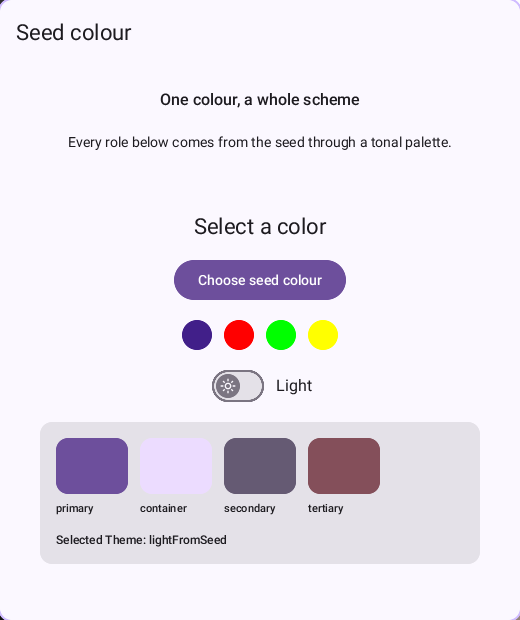 Seed colour
One colour, a whole scheme
Every role below comes from the seed through a tonal palette.
Select a color
Choose seed colour
Light
primary
container
secondary
tertiary
Selected Theme: lightFromSeed